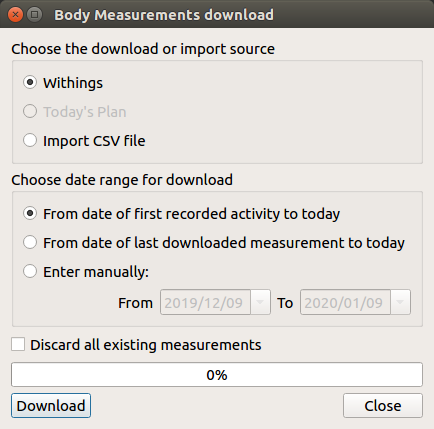 Body Measurements download
Choose the download or import source
Withings
Today's Plan
Import CSV file
Choose date range for download
From date of first recorded activity to today
From date of last downloaded measurement to today
Enter manually:
From 2019/12/09 To 2020/01/09
Discard all existing measurements
0%
Download Close